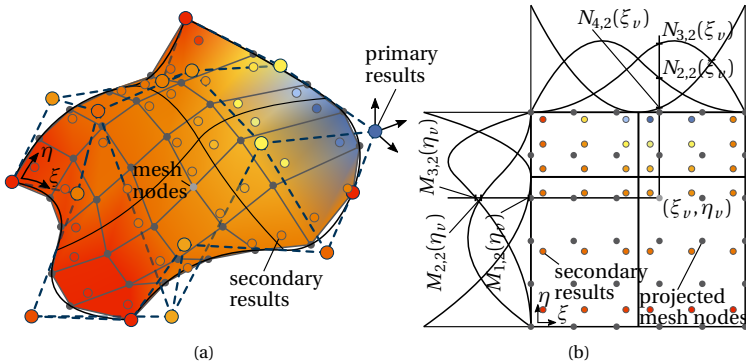 primary
results
η
ξ
mesh
nodes
secondary
results
(a)
N₄,₂(ξᵥ)
N₃,₂(ξᵥ)
N₂,₂(ξᵥ)
M₃,₂(ηᵥ)
M₂,₂(ηᵥ)
M₁,₂(ηᵥ)
(ξᵥ, ηᵥ)
secondary
results
projected
mesh nodes
η
ξ
(b)